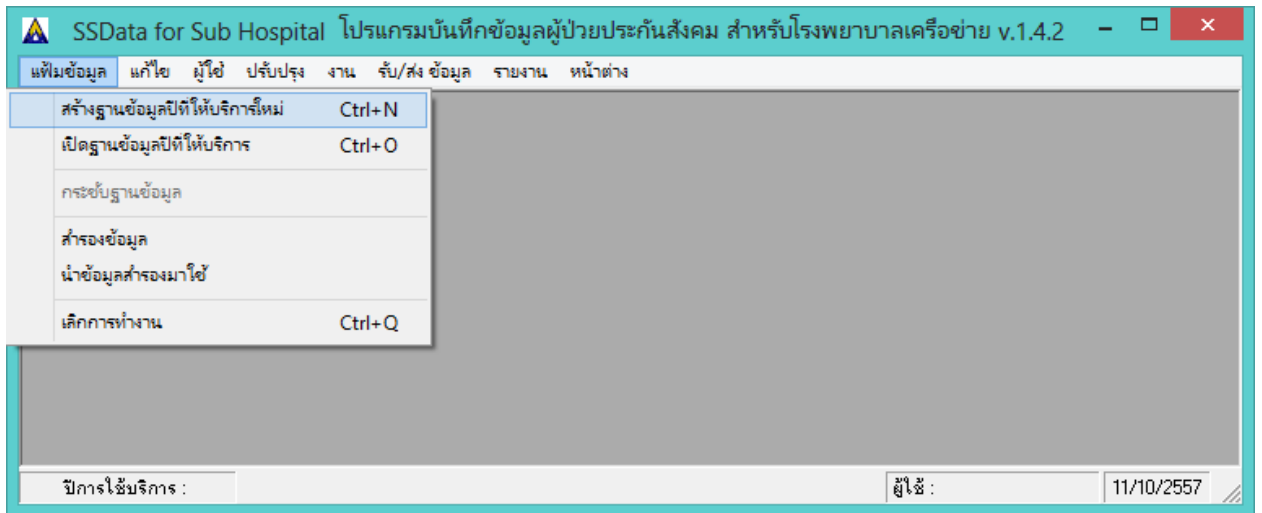 SSData for Sub Hospital โปรแกรมบันทึกข้อมูลผู้ป่วยประกันสังคม สำหรับโรงพยาบาลเครือข่าย v.1.4.2
แฟ้มข้อมูล แก้ไข ผู้ใช้ ปรับปรุง งาน รับ/ส่ง ข้อมูล รายงาน หน้าต่าง
สร้างฐานข้อมูลปีที่ให้บริการใหม่ Ctrl+N
เปิดฐานข้อมูลปีที่ให้บริการ Ctrl+O
กระชับฐานข้อมูล
สำรองข้อมูล
นำข้อมูลสำรองมาใช้
เลิกการทำงาน Ctrl+Q
ปีการใช้บริการ : ผู้ใช้ : 11/10/2557